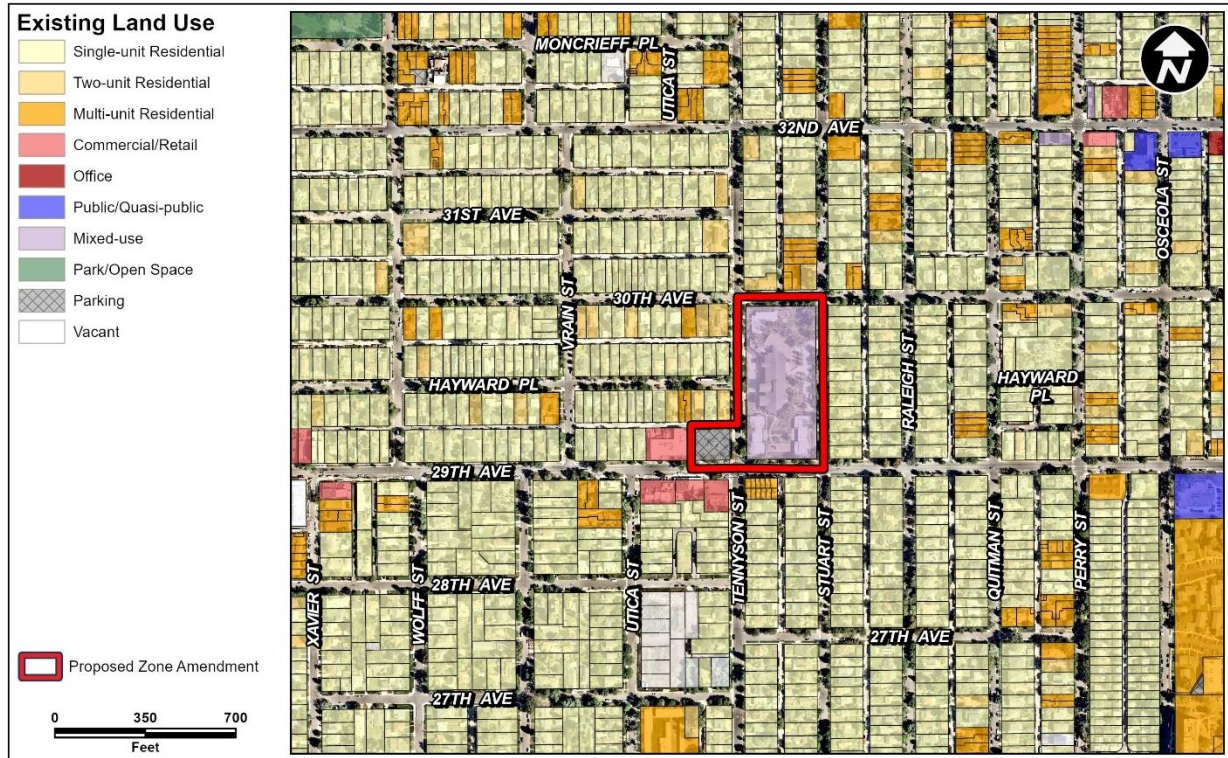 Existing Land Use
Single-unit Residential
Two-unit Residential
Multi-unit Residential
Commercial/Retail
Office
Public/Quasi-public
Mixed-use
Park/Open Space
Parking
Vacant
Proposed Zone Amendment
0 350 700
Feet
N
MONCRIEFF PL
UTICA ST
32ND AVE
31ST AVE
OSCEOLA ST
VRAIN ST
30TH AVE
RALEIGH ST
HAYWARD PL
HAYWARD
PL
29TH AVE
TENNYSON ST
STUART ST
QUITMAN ST
PERRY ST
XAVIER ST
WOLFF ST
28TH AVE
UTICA ST
27TH AVE
27TH AVE